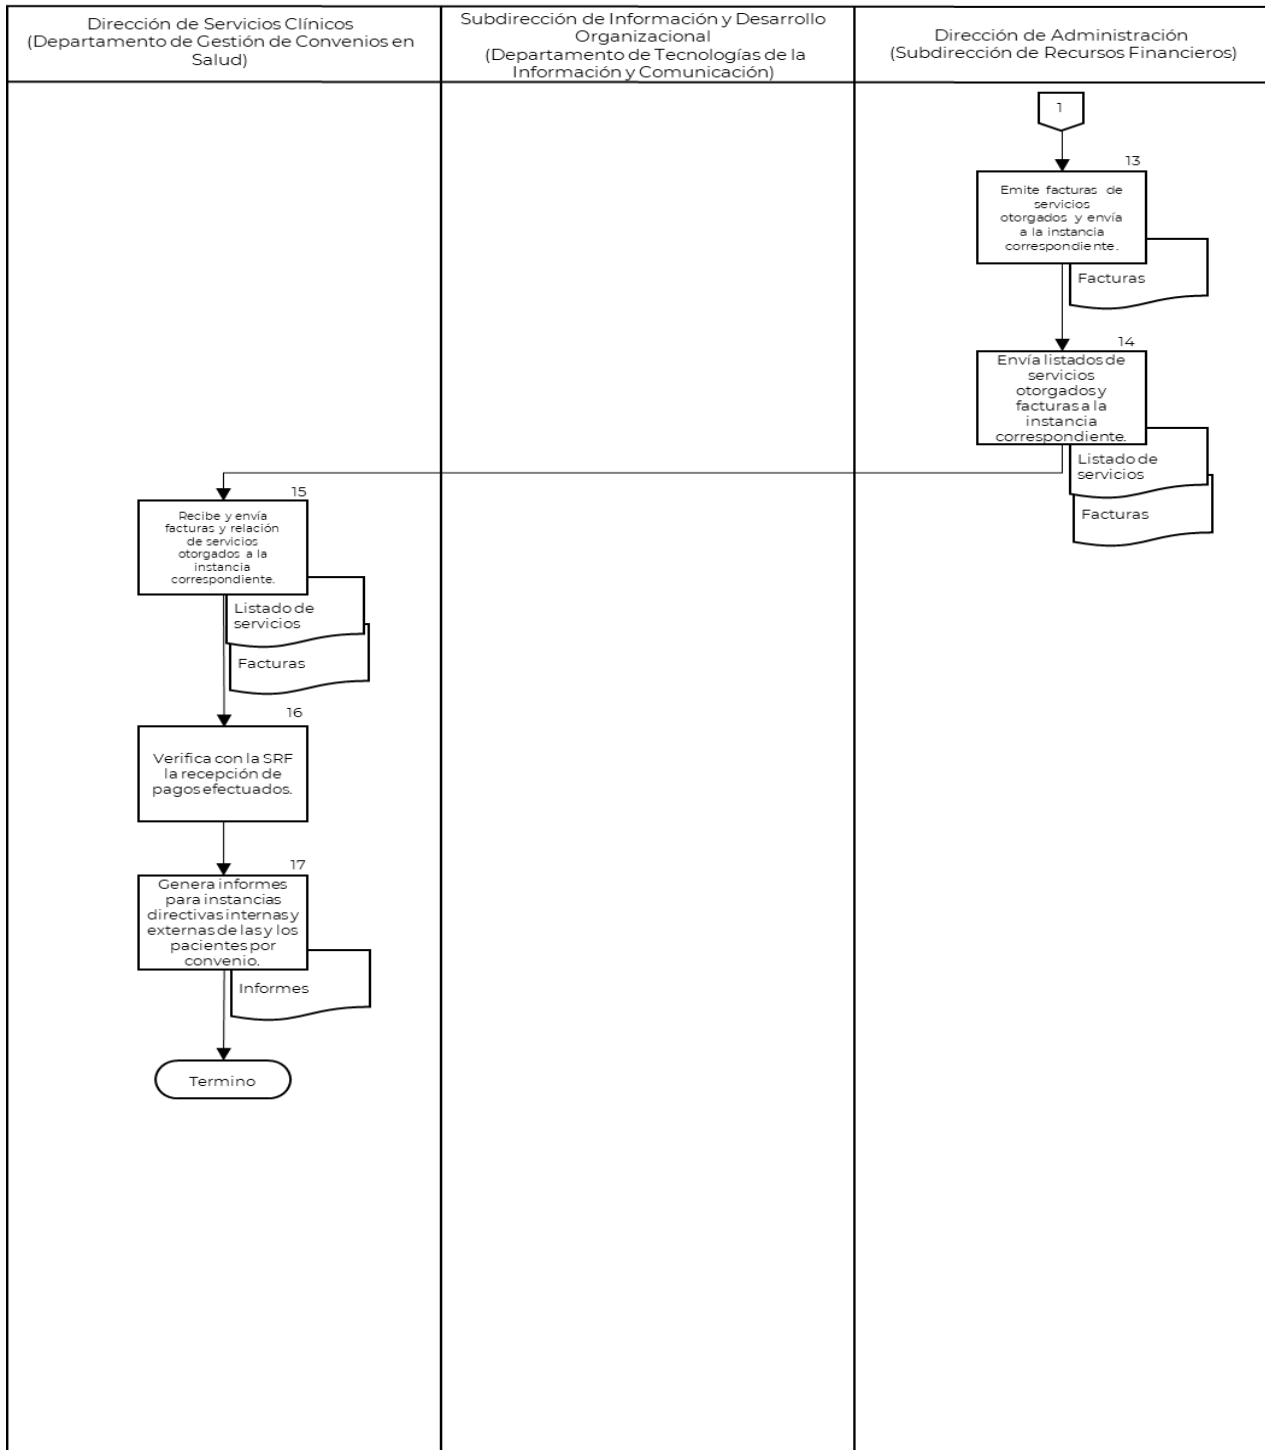 Dirección de Servicios Clínicos
(Departamento de Gestión de Convenios en
Salud)
Subdirección de Información y Desarrollo
Organizacional
(Departamento de Tecnologías de la
Información y Comunicación)
Dirección de Administración
(Subdirección de Recursos Financieros)
1
13
Emite facturas de
servicios
otorgados y envía
a la instancia
correspondiente.
Facturas
14
Envía listados de
servicios
otorgados y
facturas a la
instancia
correspondiente.
Listado de
servicios
Facturas
15
Recibe y envía
facturas y relación
de servicios
otorgados a la
instancia
correspondiente.
Listado de
servicios
Facturas
16
Verifica con la SRF
la recepción de
pagos efectuados.
17
Genera informes
para instancias
directivas internas y
externas de las y los
pacientes por
convenio.
Informes
Termino